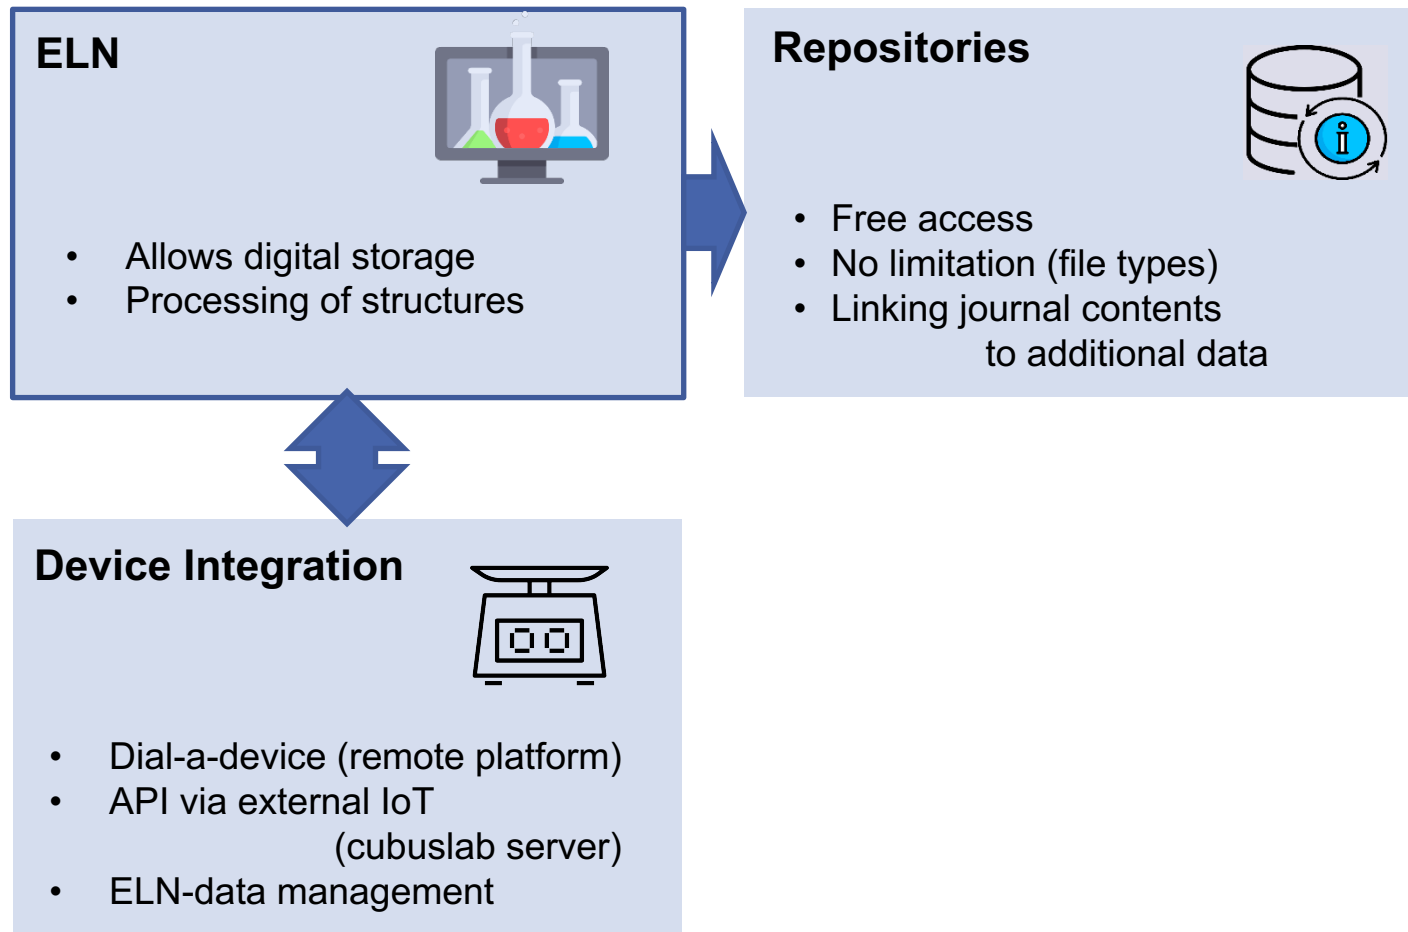 ELN
• Allows digital storage
• Processing of structures
Repositories
i
• Free access
• No limitation (file types)
• Linking journal contents
to additional data
Device Integration
00
• Dial-a-device (remote platform)
• API via external IoT
(cubuslab server)
• ELN-data management